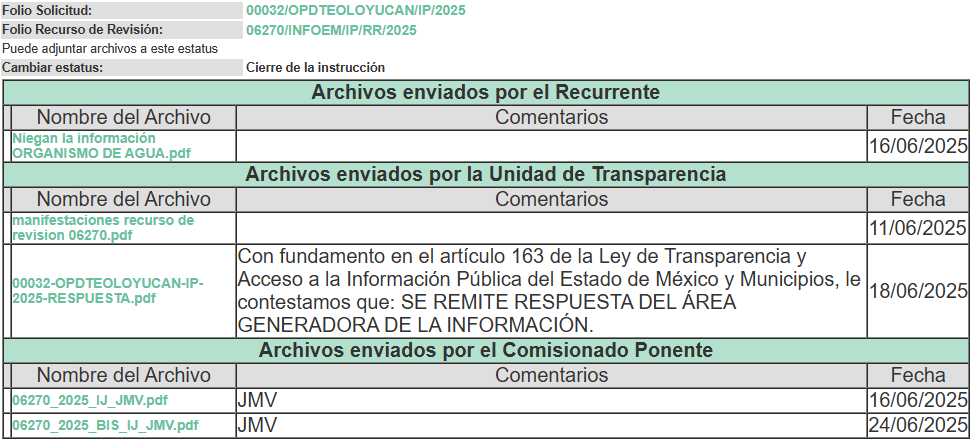 Folio Solicitud: 00032/OPDTEOLOYUCAN/IP/2025
Folio Recurso de Revisión: 06270/INFOEM/IP/RR/2025
Puede adjuntar archivos a este estatus
Cambiar estatus: Cierre de la instrucción
Archivos enviados por el Recurrente
Nombre del Archivo Comentarios Fecha
Niegan la información
ORGANISMO DE AGUA.pdf 16/06/2025
Archivos enviados por la Unidad de Transparencia
Nombre del Archivo Comentarios Fecha
manifestaciones recurso de
revision 06270.pdf 11/06/2025
00032-OPDTEOLOYUCAN-IP-
2025-RESPUESTA.pdf
Con fundamento en el artículo 163 de la Ley de Transparencia y
Acceso a la Información Pública del Estado de México y Municipios, le
contestamos que: SE REMITE RESPUESTA DEL ÁREA
GENERADORA DE LA INFORMACIÓN.
18/06/2025
Archivos enviados por el Comisionado Ponente
Nombre del Archivo Comentarios Fecha
06270_2025_IJ_JMV.pdf JMV 16/06/2025
06270_2025_BIS_IJ_JMV.pdf JMV 24/06/2025